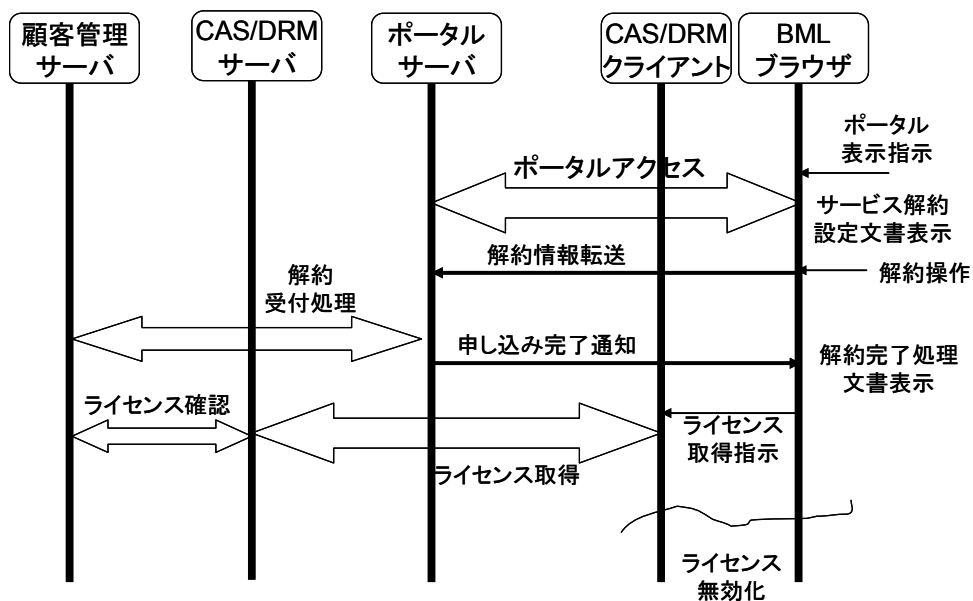 顧客管理
サーバ
CAS/DRM
サーバ
ポータル
サーバ
CAS/DRM
クライアント
BML
ブラウザ
ポータル
表示指示
ポータルアクセス
サービス解約
設定文書表示
解約情報転送
解約操作
解約
受付処理
申し込み完了通知
解約完了処理
文書表示
ライセンス確認
ライセンス
取得指示
ライセンス取得
ライセンス
無効化